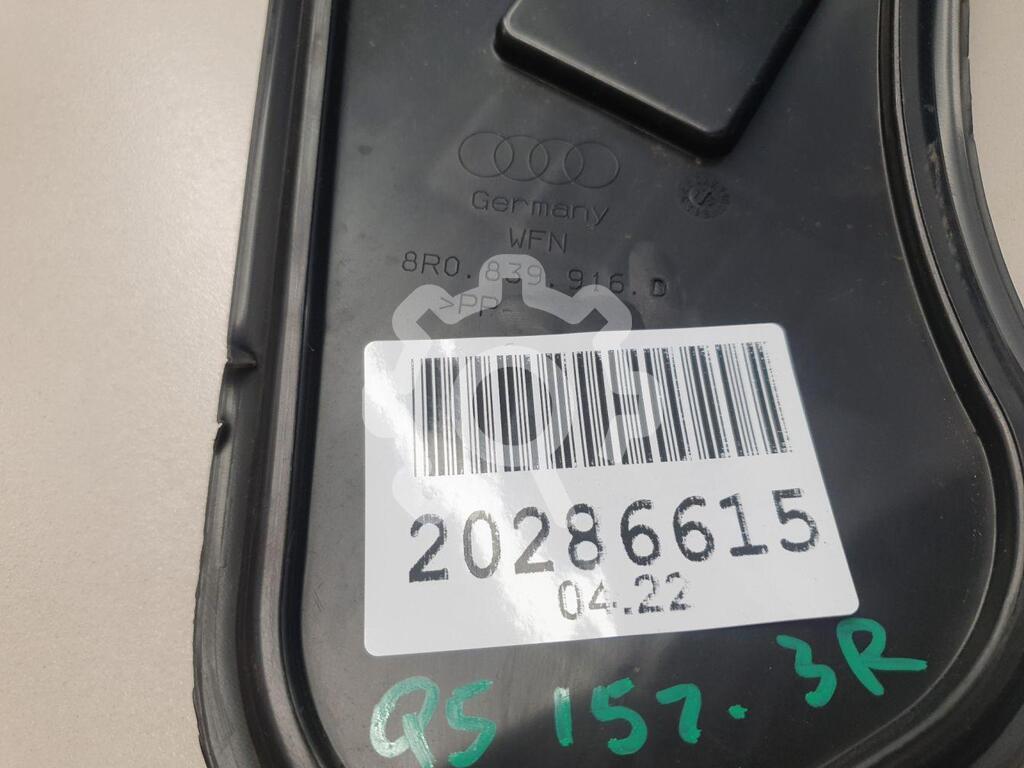 Germany
WFN
8R0.839.916.D
>PP-
20286615
04.22
Q5 157. 3R